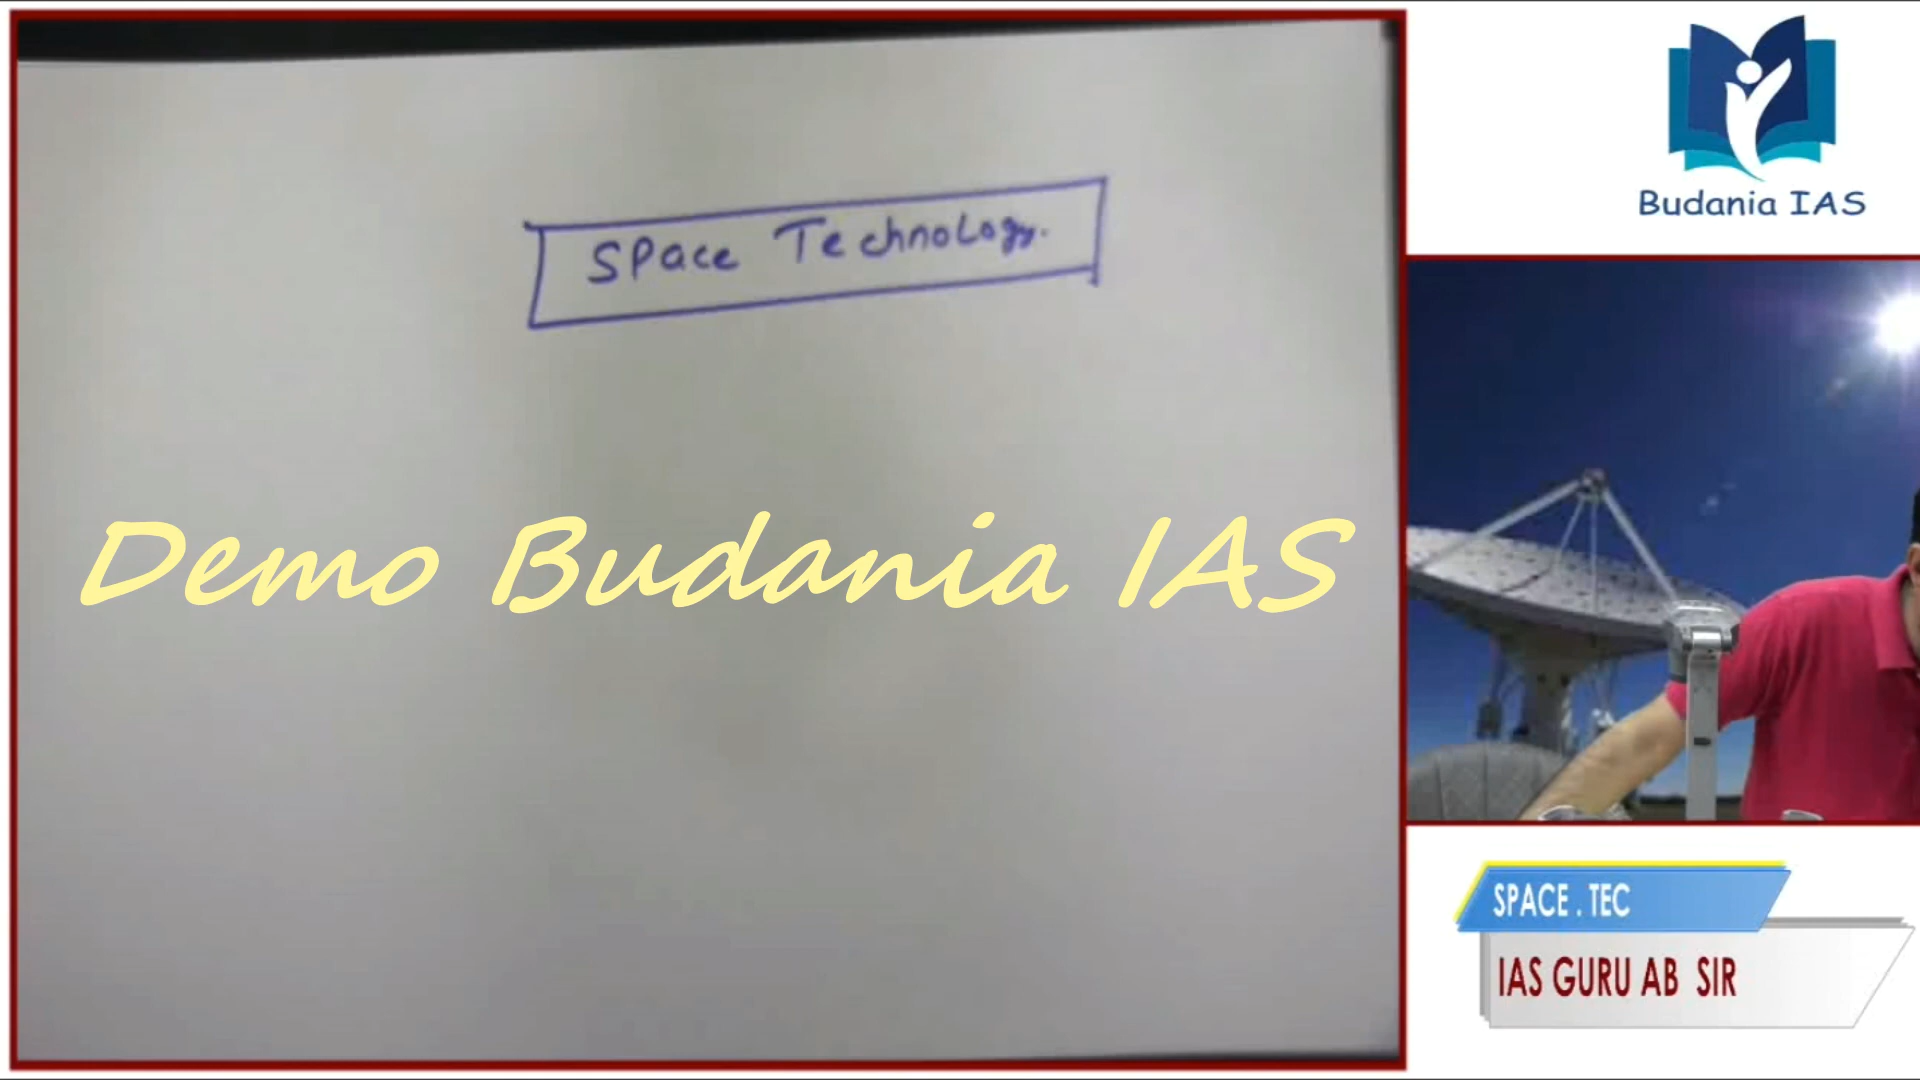 Budania IAS
SPace Technology.
Demo Budania IAS
SPACE . TEC
IAS GURU AB SIR